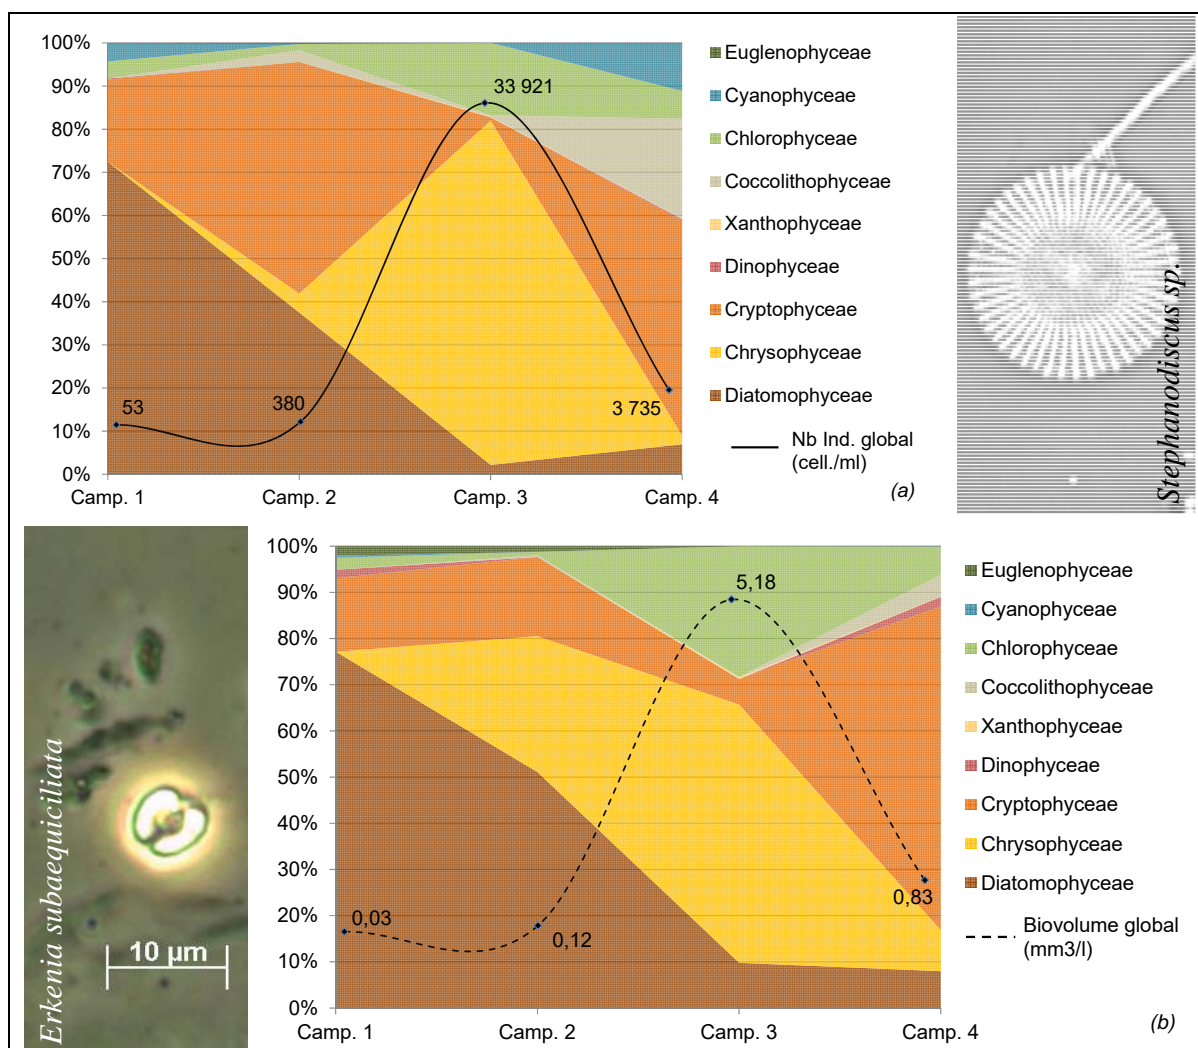 100%
90%
80%
70%
60%
50%
40%
30%
20%
10%
0%
53
380
33 921
3 735
Camp. 1
Camp. 2
Camp. 3
Camp. 4
Euglenophyceae
Cyanophyceae
Chlorophyceae
Coccolithophyceae
Xanthophyceae
Dinophyceae
Cryptophyceae
Chrysophyceae
Diatomophyceae
Nb Ind. global
(cell./ml)
(a)
Stephanodiscus sp.
Erkenia subaequiciliata
10 µm
100%
90%
80%
70%
60%
50%
40%
30%
20%
10%
0%
0,03
0,12
5,18
0,83
Camp. 1
Camp. 2
Camp. 3
Camp. 4
Euglenophyceae
Cyanophyceae
Chlorophyceae
Coccolithophyceae
Xanthophyceae
Dinophyceae
Cryptophyceae
Chrysophyceae
Diatomophyceae
Biovolume global
(mm3/l)
(b)